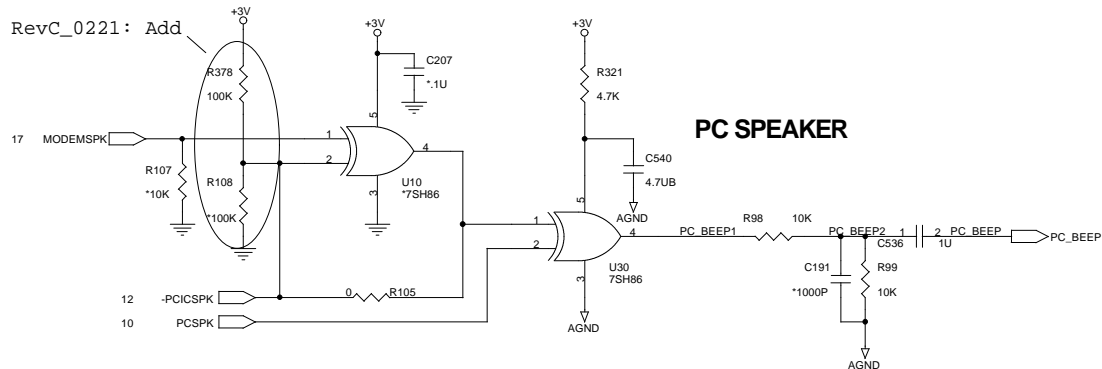 RevC_0221: Add
+3V
+3V
+3V
R378
100K
C207
*.1U
R321
4.7K
PC SPEAKER
17 MODEMSPK
1
2
5
4
3
U10
*7SH86
R107
*10K
R108
*100K
C540
4.7UB
AGND
1
2
5
4
3
U30
7SH86
PC_BEEP1
R98 10K
PC_BEEP2
1 2
C536
1U
PC_BEEP
PC_BEEP
C191
*1000P
R99
10K
12 -PCICSPK
0 R105
10 PCSPK
AGND
AGND